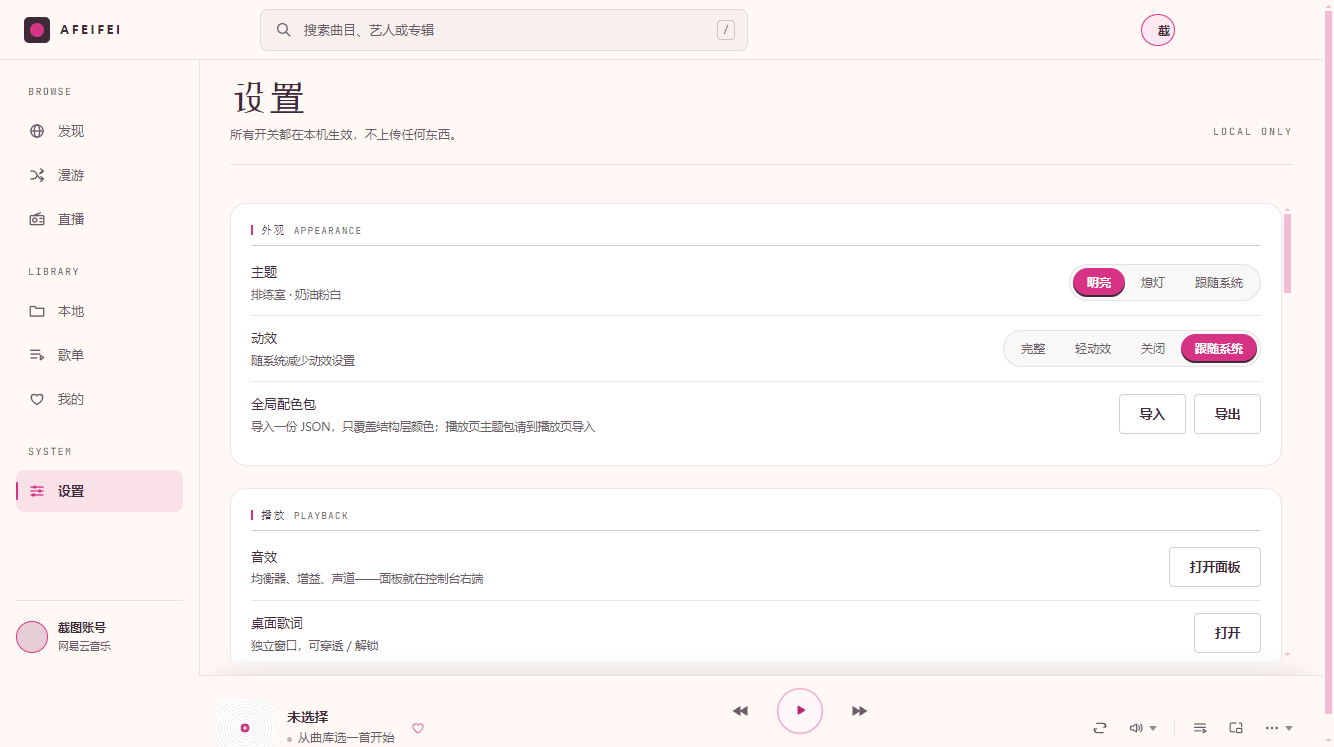 AFEIFEI
搜索曲目、艺人或专辑
/
截
BROWSE
发现
漫游
直播
LIBRARY
本地
歌单
我的
SYSTEM
设置
截图账号
网易云音乐
设置
所有开关都在本机生效，不上传任何东西。
LOCAL ONLY
外观 APPEARANCE
主题
排练室 · 奶油粉白
明亮 熄灯 跟随系统
动效
随系统减少动效设置
完整 轻动效 关闭 跟随系统
全局配色包
导入一份 JSON，只覆盖结构层颜色；播放页主题包请到播放页导入
导入 导出
播放 PLAYBACK
音效
均衡器、增益、声道——面板就在控制台右端
打开面板
桌面歌词
独立窗口，可穿透 / 解锁
打开
未选择
从曲库选一首开始